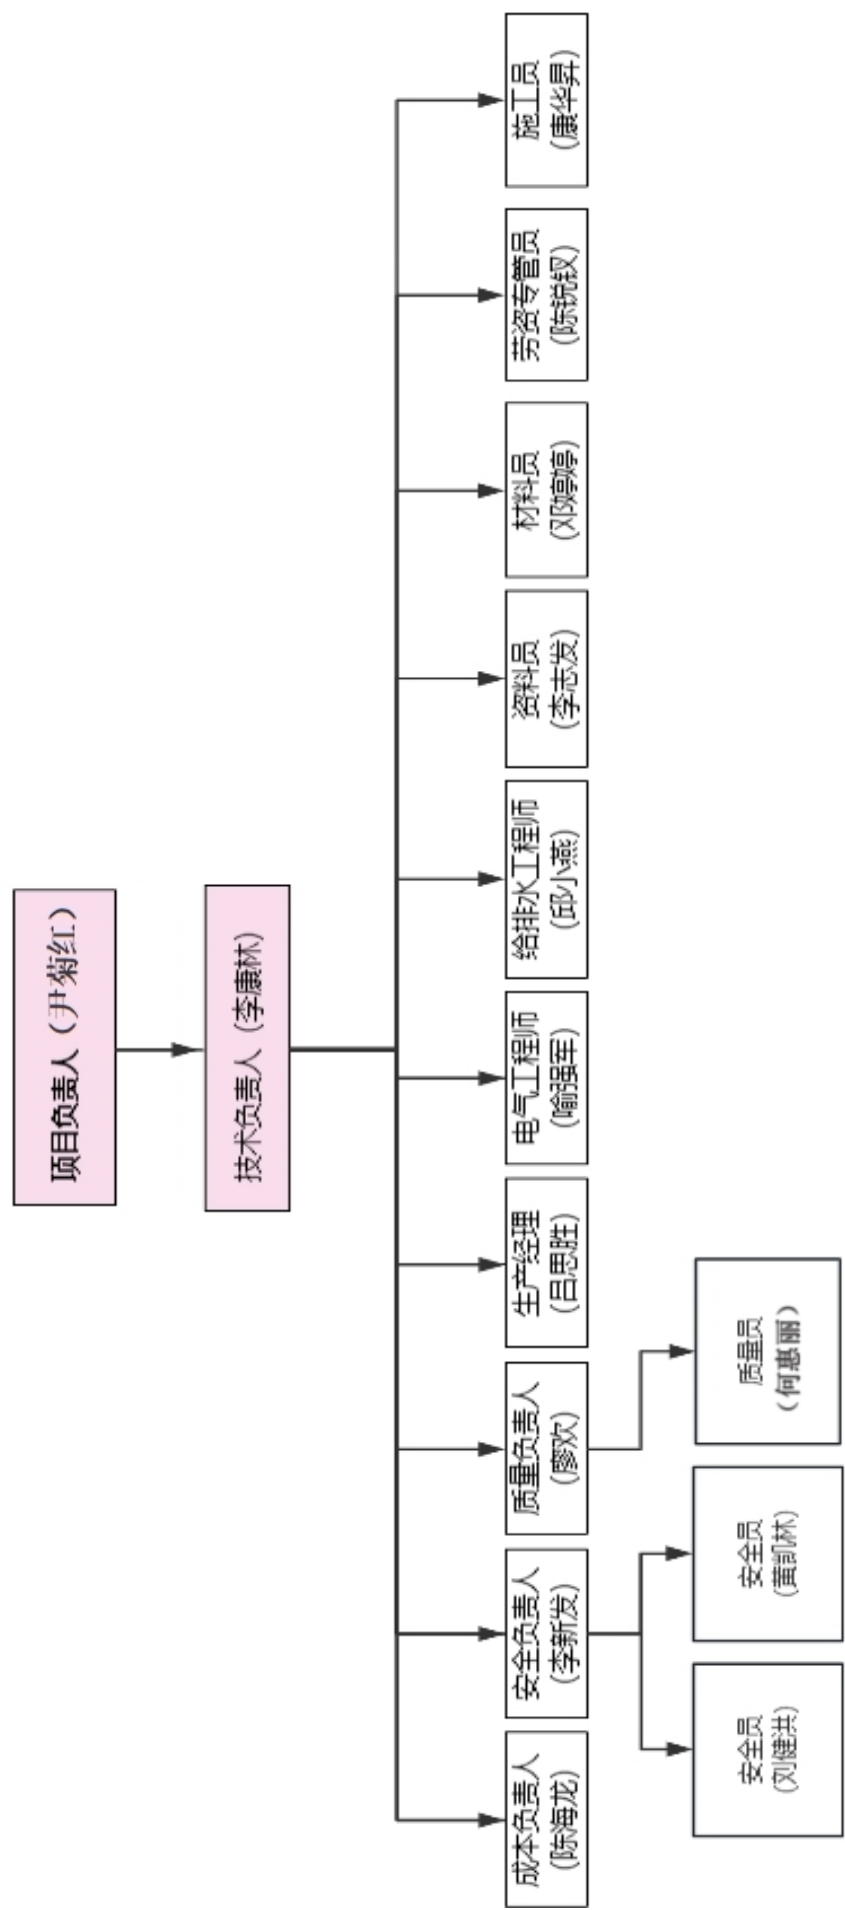 项目负责人（尹菊红）
技术负责人（李康林）
成本负责人
（陈海龙）
安全负责人
（李新发）
质量负责人
（廖欢）
生产经理
（吕思胜）
电气工程师
（喻强军）
给排水工程师
（邱小燕）
资料员
（李志发）
材料员
（邓婷婷）
劳资专管员
（陈锐钗）
施工员
（康华昇）
安全员
(刘健洪)
安全员
(黄凯林)
质量员
（何惠丽）